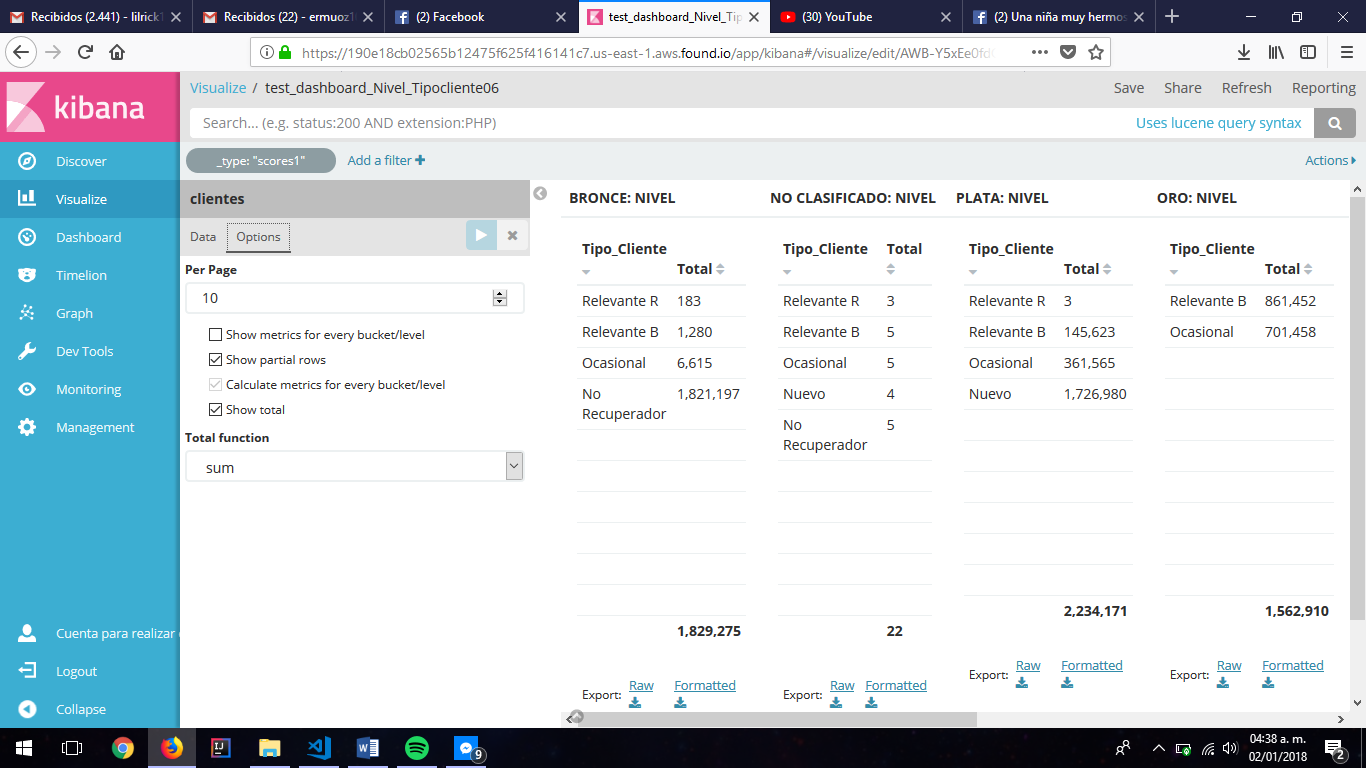 Recibidos (2.441) - lilrick1
Recibidos (22) - ermuoz1
(2) Facebook
test_dashboard_Nivel_Tip
(30) YouTube
(2) Una niña muy hermos
https://190e18cb02565b12475f625f416141c7.us-east-1.aws.found.io/app/kibana#/visualize/edit/AWB-Y5xEe0fd
kibana
Discover
Visualize
Dashboard
Timelion
Graph
Dev Tools
Monitoring
Management
Cuenta para realizar
Logout
Collapse
Visualize / test_dashboard_Nivel_Tipocliente06
Save Share Refresh Reporting
Search... (e.g. status:200 AND extension:PHP)
Uses lucene query syntax
_type: "scores1"
Add a filter
Actions
clientes
Data Options
Per Page
10
Show metrics for every bucket/level
Show partial rows
Calculate metrics for every bucket/level
Show total
Total function
sum
BRONCE: NIVEL
Tipo_Cliente Total
Relevante R 183
Relevante B 1,280
Ocasional 6,615
No Recuperador 1,821,197
1,829,275
Export: Raw Formatted
NO CLASIFICADO: NIVEL
Tipo_Cliente Total
Relevante R 3
Relevante B 5
Ocasional 5
Nuevo 4
No Recuperador 5
22
Export: Raw Formatted
PLATA: NIVEL
Tipo_Cliente Total
Relevante R 3
Relevante B 145,623
Ocasional 361,565
Nuevo 1,726,980
2,234,171
Export: Raw Formatted
ORO: NIVEL
Tipo_Cliente Total
Relevante B 861,452
Ocasional 701,458
1,562,910
Export: Raw Formatted
9
04:38 a. m.
02/01/2018
2